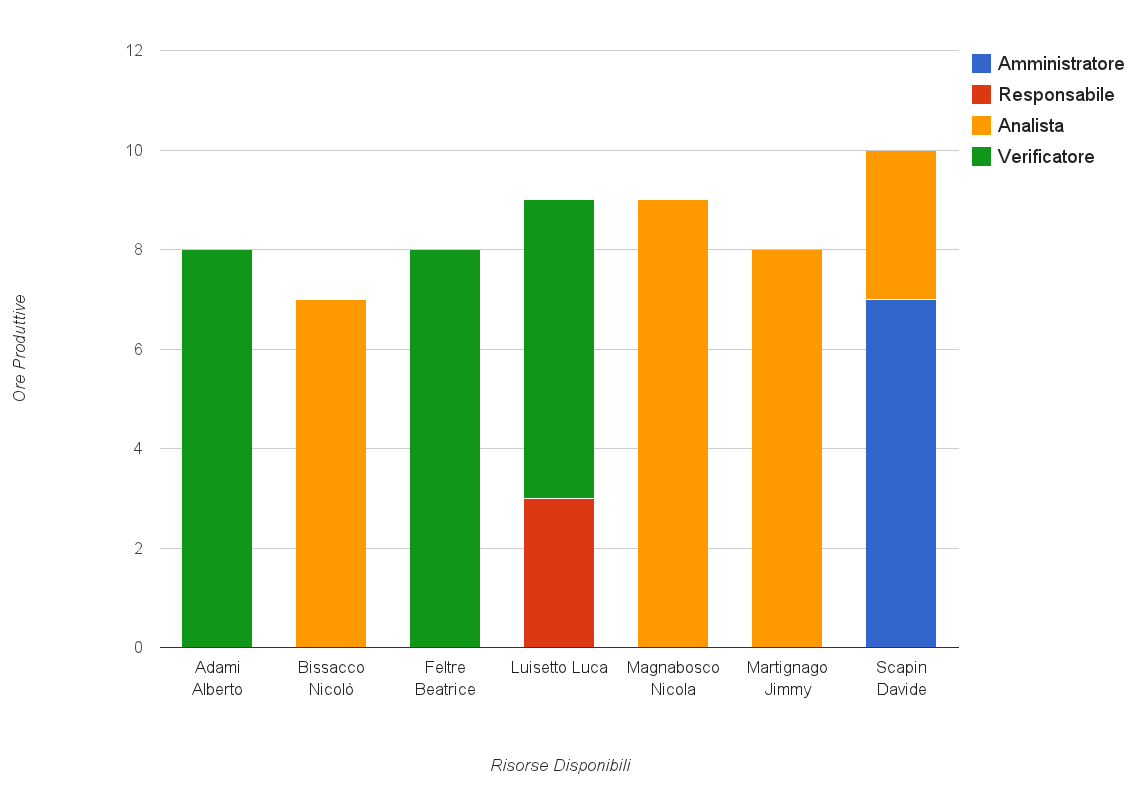 12
10
8
6
4
2
0
Ore Produttive
Adami
Alberto
Bissacco
Nicolò
Feltre
Beatrice
Luisetto Luca
Magnabosco
Nicola
Martignago
Jimmy
Scapin
Davide
Risorse Disponibili
Amministratore
Responsabile
Analista
Verificatore